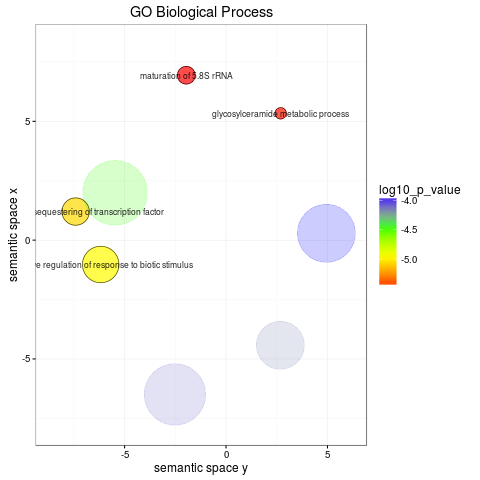 GO Biological Process
maturation of 5.8S rRNA
glycosylceramide metabolic process
sequestering of transcription factor
ve regulation of response to biotic stimulus
5
0
-5
-5
0
5
semantic space x
semantic space y
log10_p_value
-4.0
-4.5
-5.0